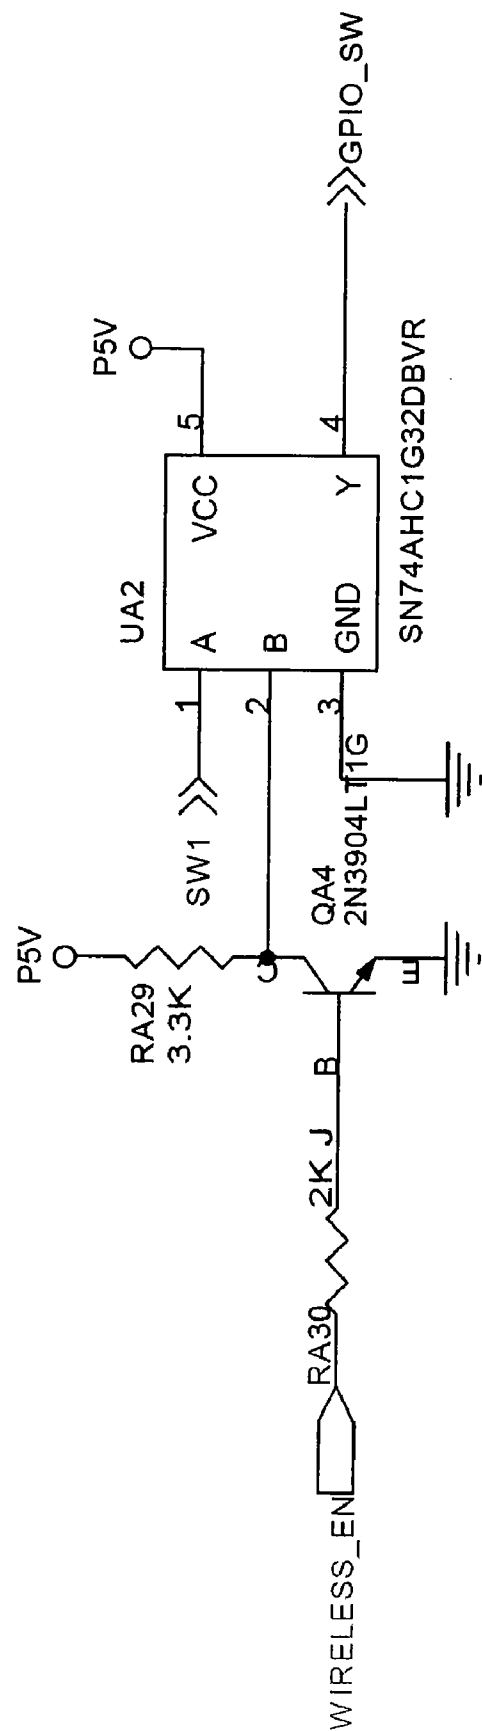 P5V
RA29
3.3K
C
SW1
1
2
3
UA2
A
B
GND
VCC
Y
5
4
P5V
GPIO_SW
SN74AHC1G32DBVR
QA4
2N3904LT1G
B
E
WIRELESS_EN
RA30
2K J